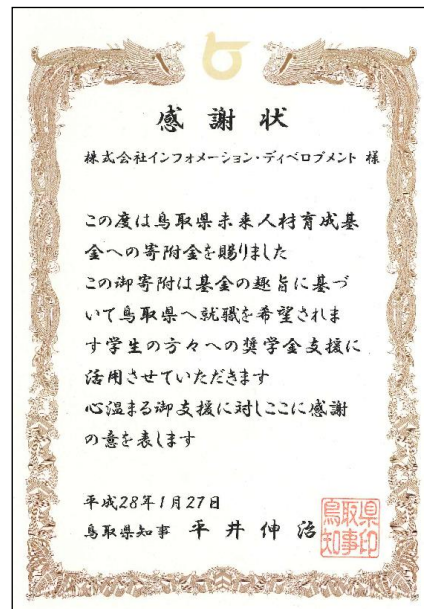 感謝状
株式会社インフォメーション・ディベロプメント 様
この度は鳥取県未来人材育成基
金への寄附金を賜りました
この御寄附は基金の趣旨に基づ
いて鳥取県へ就職を希望されま
す学生の方々への奨学金支援に
活用させていただきます
心温まる御支援に対しここに感謝
の意を表します
平成28年1月27日
鳥取県知事 平井伸治
鳥取県知事印